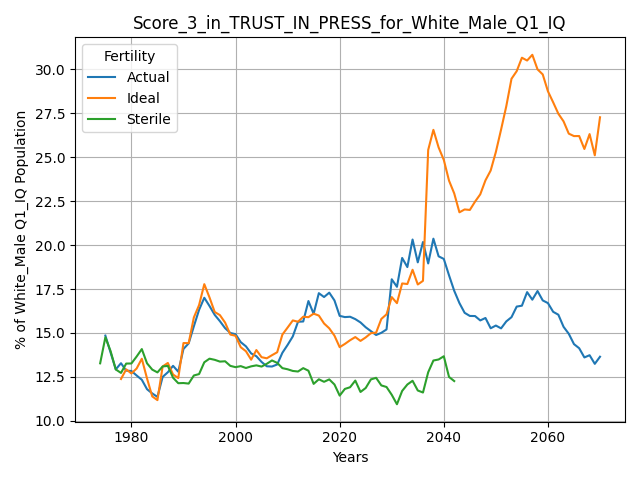 Score_3_in_TRUST_IN_PRESS_for_White_Male_Q1_IQ
Fertility
Actual
Ideal
Sterile
% of White_Male Q1_IQ Population
30.0
27.5
25.0
22.5
20.0
17.5
15.0
12.5
10.0
1980
2000
2020
2040
2060
Years